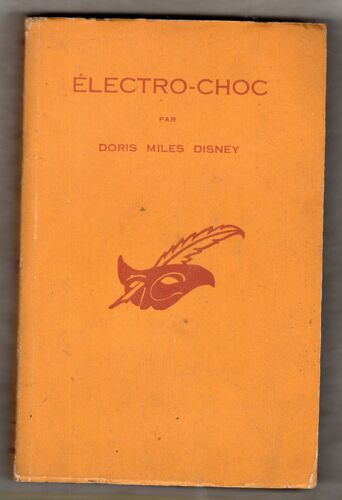 ÉLECTRO-CHOC
PAR
DORIS MILES DISNEY